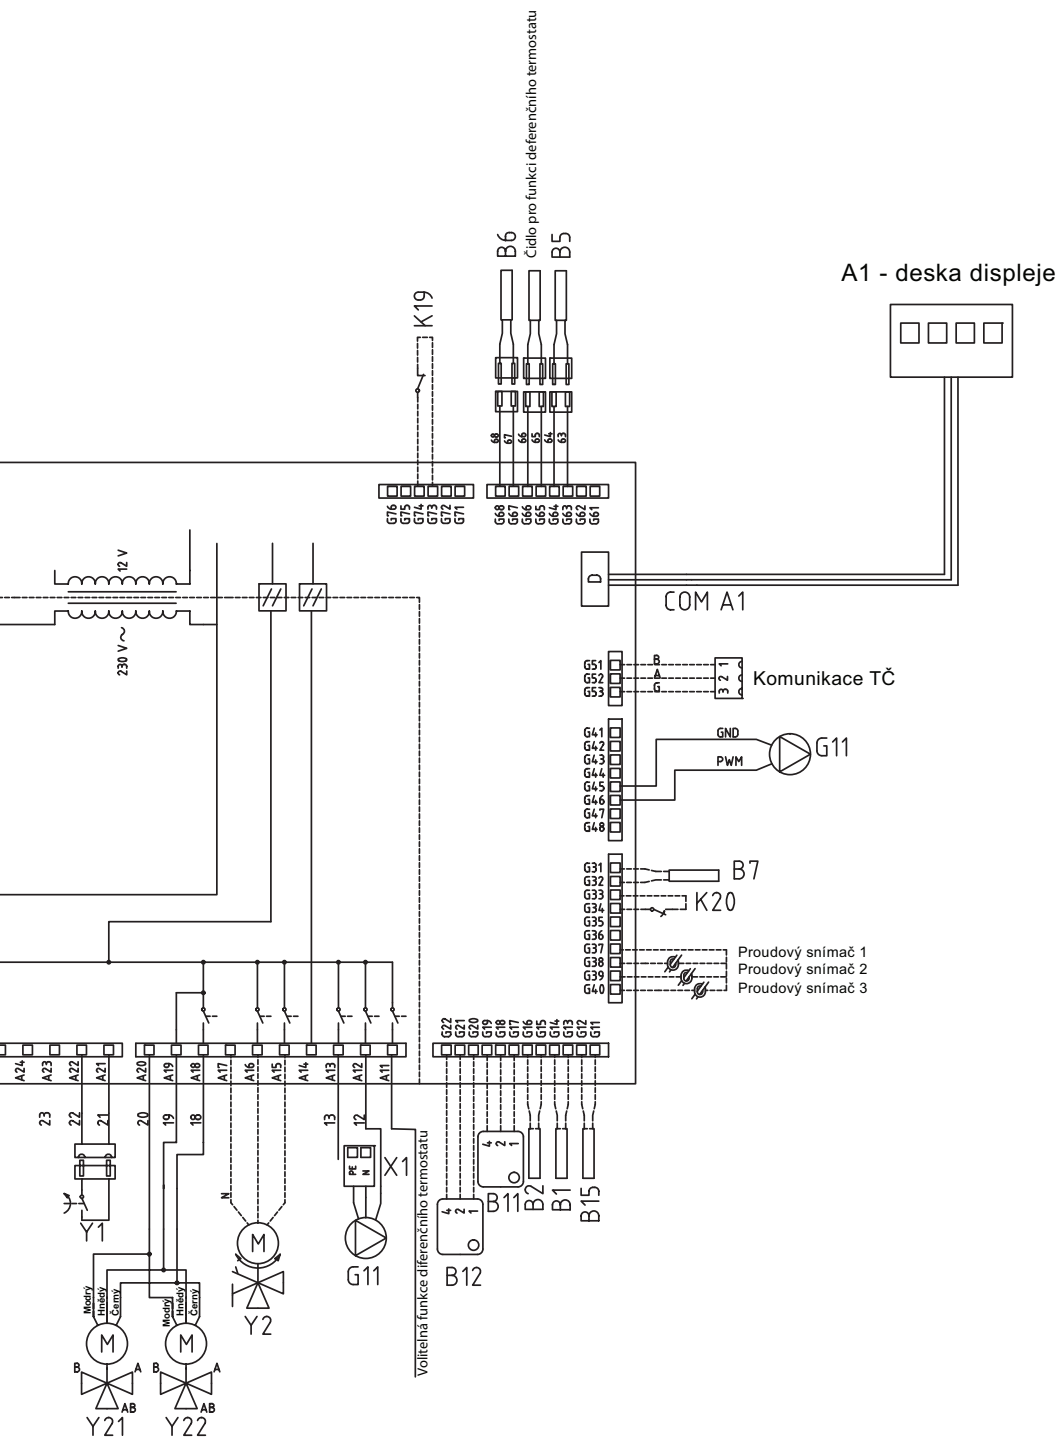 Čidlo pro funkci deferenčního termostatu
B6
B5
K19
A1 - deska displeje
68
67
66
65
64
63
G76
G75
G74
G73
G72
G71
G68
G67
G66
G65
G64
G63
G62
G61
12 V
230 V ~
D
COM A1
G51
G52
G53
B
A
G
1
2
3
Komunikace TČ
G41
G42
G43
G44
G45
G46
G47
G48
GND
PWM
G11
G31
G32
G33
G34
G35
G36
G37
G38
G39
G40
B7
K20
Proudový snímač 1
Proudový snímač 2
Proudový snímač 3
G22
G21
G20
G19
G18
G17
G16
G15
G14
G13
G12
G11
A24
A23
A22
A21
A20
A19
A18
A17
A16
A15
A14
A13
A12
A11
23
22
21
20
19
18
13
12
PE
N
X1
N
Y1
M
Y2
G11
Volitelná funkce diferenčního termostatu
4
2
1
B11
4
2
1
B12
B2
B1
B15
Modrý
Hnědý
Černý
Modrý
Hnědý
Černý
M
M
B
A
AB
B
A
AB
Y21
Y22